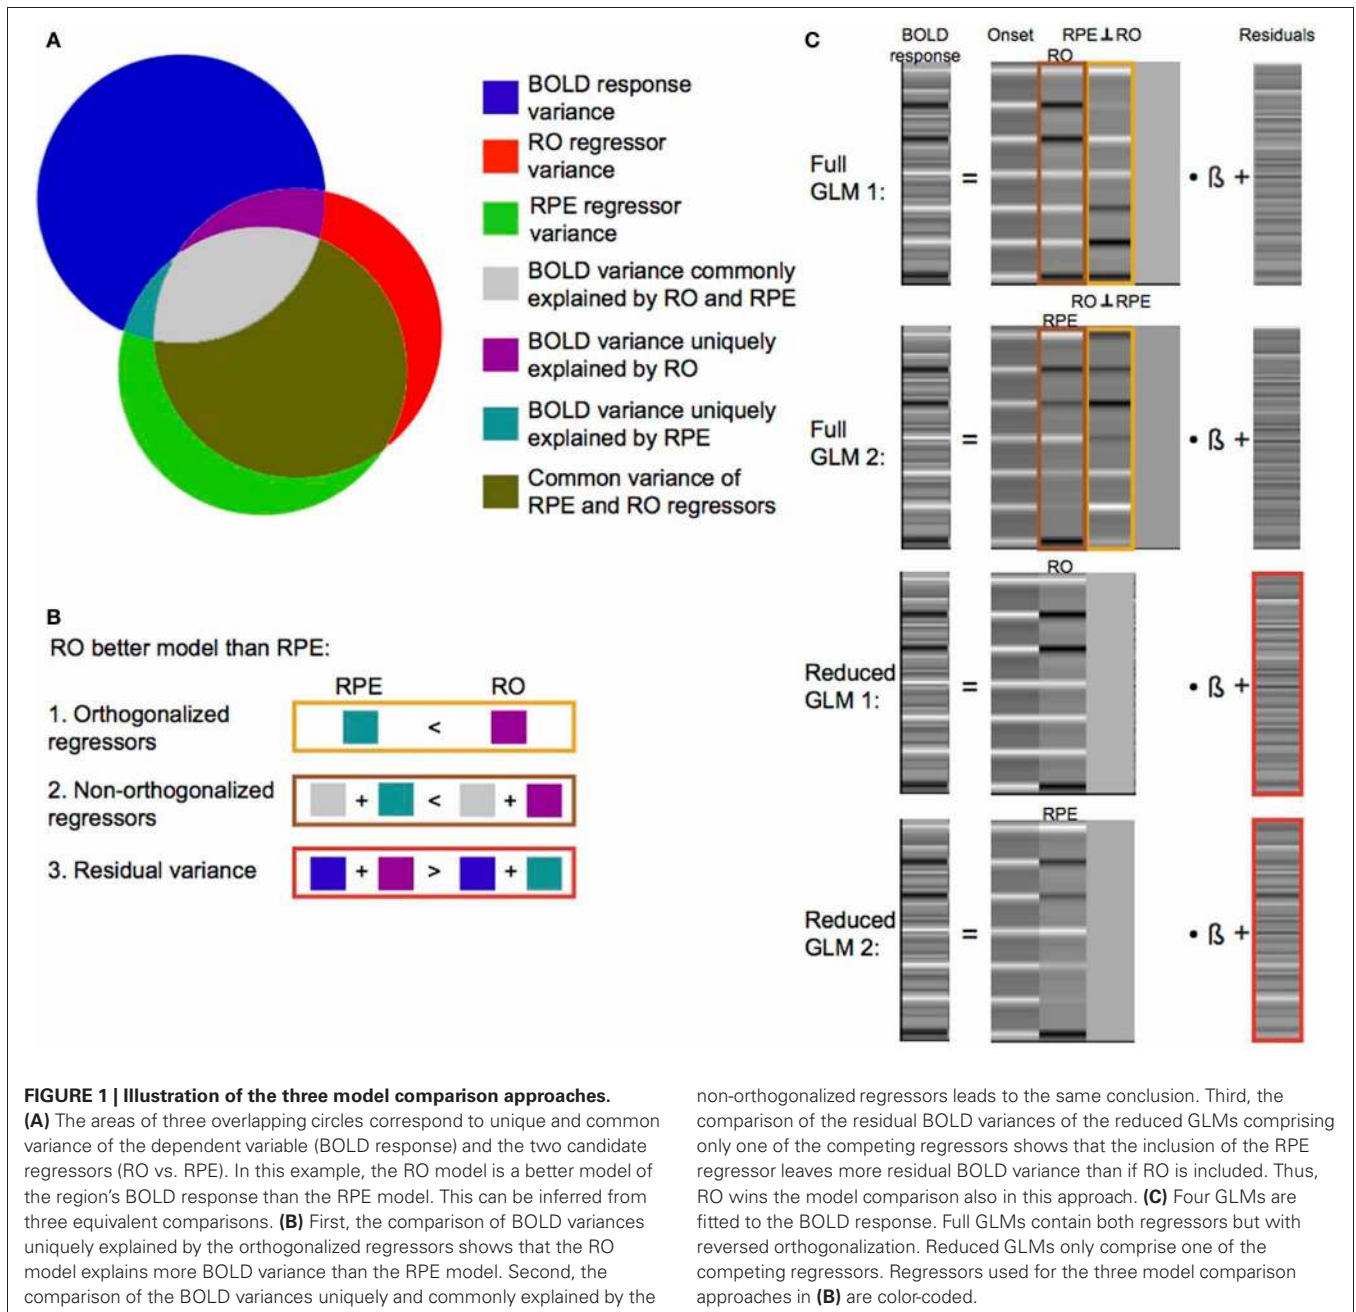 A
BOLD response
variance
RO regressor
variance
RPE regressor
variance
BOLD variance commonly
explained by RO and RPE
BOLD variance uniquely
explained by RO
BOLD variance uniquely
explained by RPE
Common variance of
RPE and RO regressors
B
RO better model than RPE:
RPE RO
1. Orthogonalized
regressors
<
2. Non-orthogonalized
regressors
+ < +
3. Residual variance
+ > +
C
BOLD
response
Onset
RPE⊥RO
RO
Residuals
Full
GLM 1:
= • ß +
RO⊥RPE
RPE
Full
GLM 2:
= • ß +
RO
Reduced
GLM 1:
= • ß +
RPE
Reduced
GLM 2:
= • ß +
FIGURE 1 | Illustration of the three model comparison approaches.
(A) The areas of three overlapping circles correspond to unique and common
variance of the dependent variable (BOLD response) and the two candidate
regressors (RO vs. RPE). In this example, the RO model is a better model of
the region's BOLD response than the RPE model. This can be inferred from
three equivalent comparisons. (B) First, the comparison of BOLD variances
uniquely explained by the orthogonalized regressors shows that the RO
model explains more BOLD variance than the RPE model. Second, the
comparison of the BOLD variances uniquely and commonly explained by the
non-orthogonalized regressors leads to the same conclusion. Third, the
comparison of the residual BOLD variances of the reduced GLMs comprising
only one of the competing regressors shows that the inclusion of the RPE
regressor leaves more residual BOLD variance than if RO is included. Thus,
RO wins the model comparison also in this approach. (C) Four GLMs are
fitted to the BOLD response. Full GLMs contain both regressors but with
reversed orthogonalization. Reduced GLMs only comprise one of the
competing regressors. Regressors used for the three model comparison
approaches in (B) are color-coded.